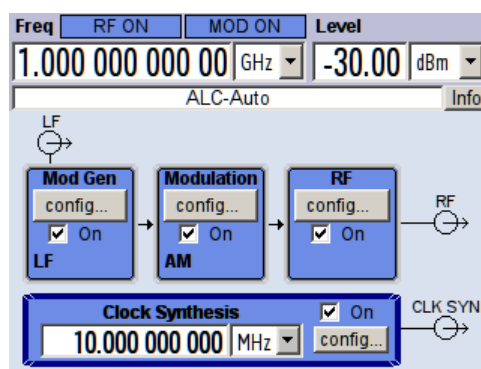 Freq RF ON MOD ON Level
1.000 000 000 00 GHz -30.00 dBm
ALC-Auto Info
LF
Mod Gen Modulation RF
config... config... config... RF
On On On
LF AM
Clock Synthesis On CLK SYN
10.000 000 000 MHz config...